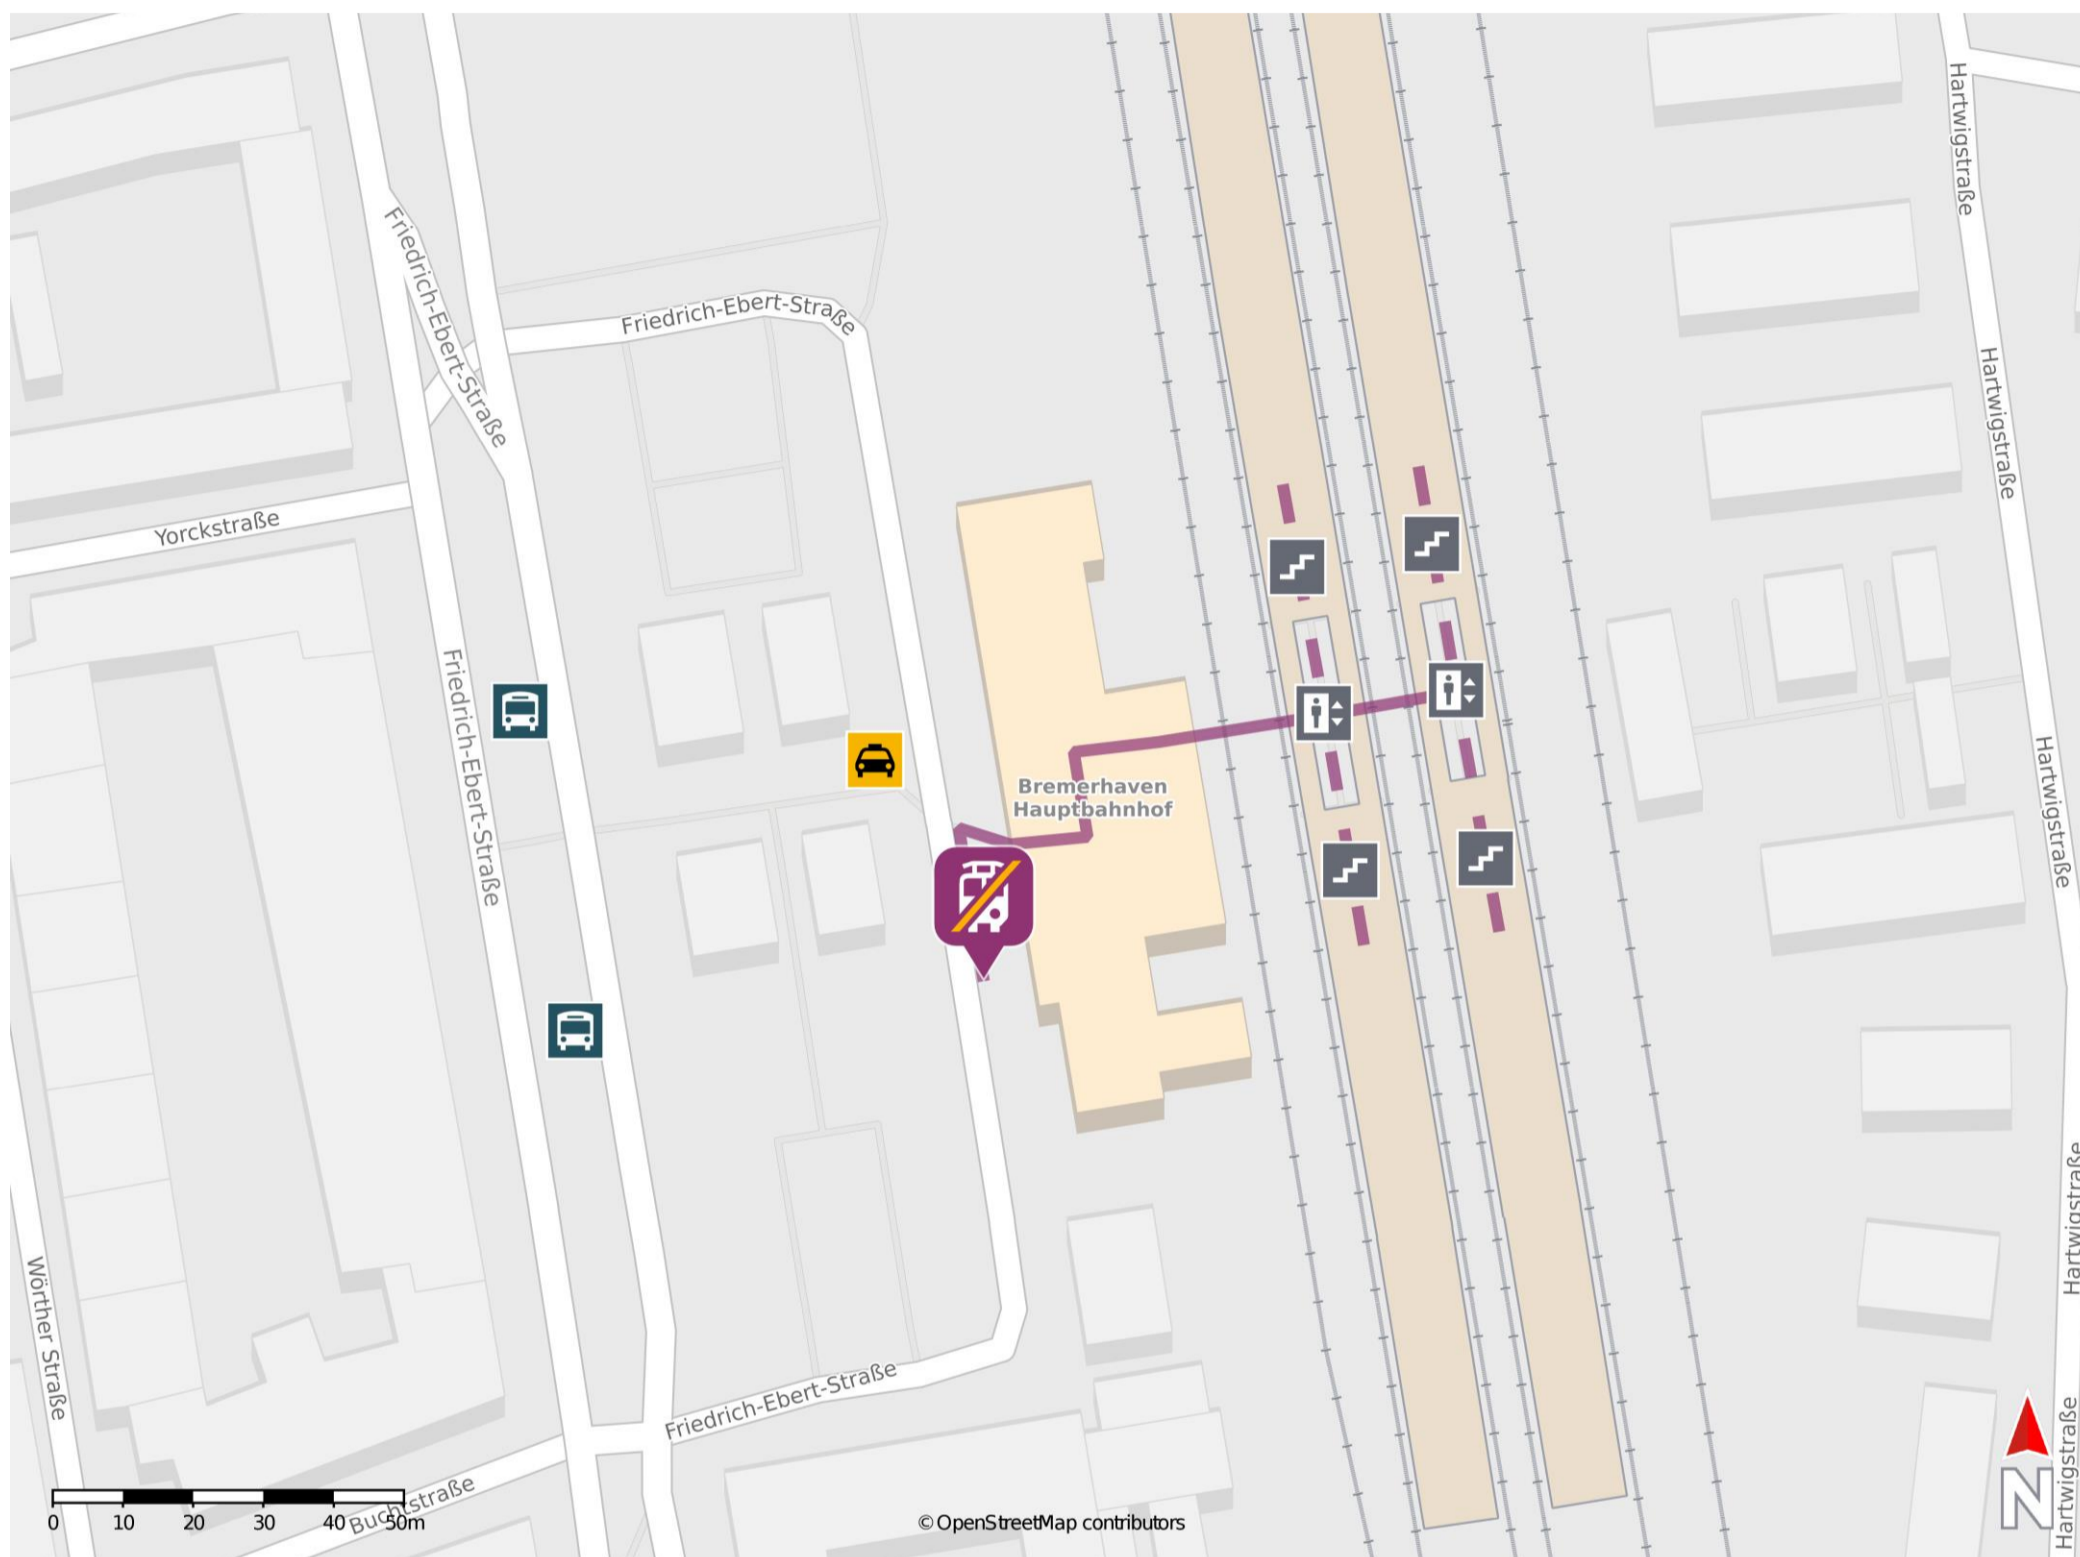 Hartwigstraße
Friedrich-Ebert-Straße
Friedrich-Ebert-Straße
Hartwigstraße
Yorckstraße
Friedrich-Ebert-Straße
Hartwigstraße
Bremerhaven
Hauptbahnhof
Wörther Straße
Hartwigstraße
Friedrich-Ebert-Straße
Hartwigstraße
Buchtstraße
0 10 20 30 40 50m
© OpenStreetMap contributors
N